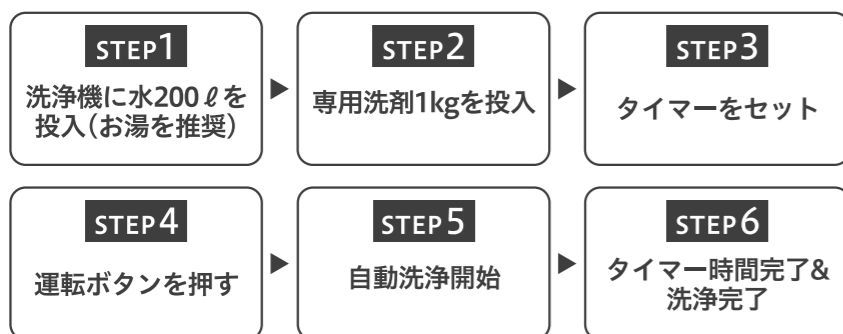 STEP1
洗浄機に水200ℓを
投入(お湯を推奨)
STEP2
専用洗剤1kgを投入
STEP3
タイマーをセット
STEP4
運転ボタンを押す
STEP5
自動洗浄開始
STEP6
タイマー時間完了&
洗浄完了